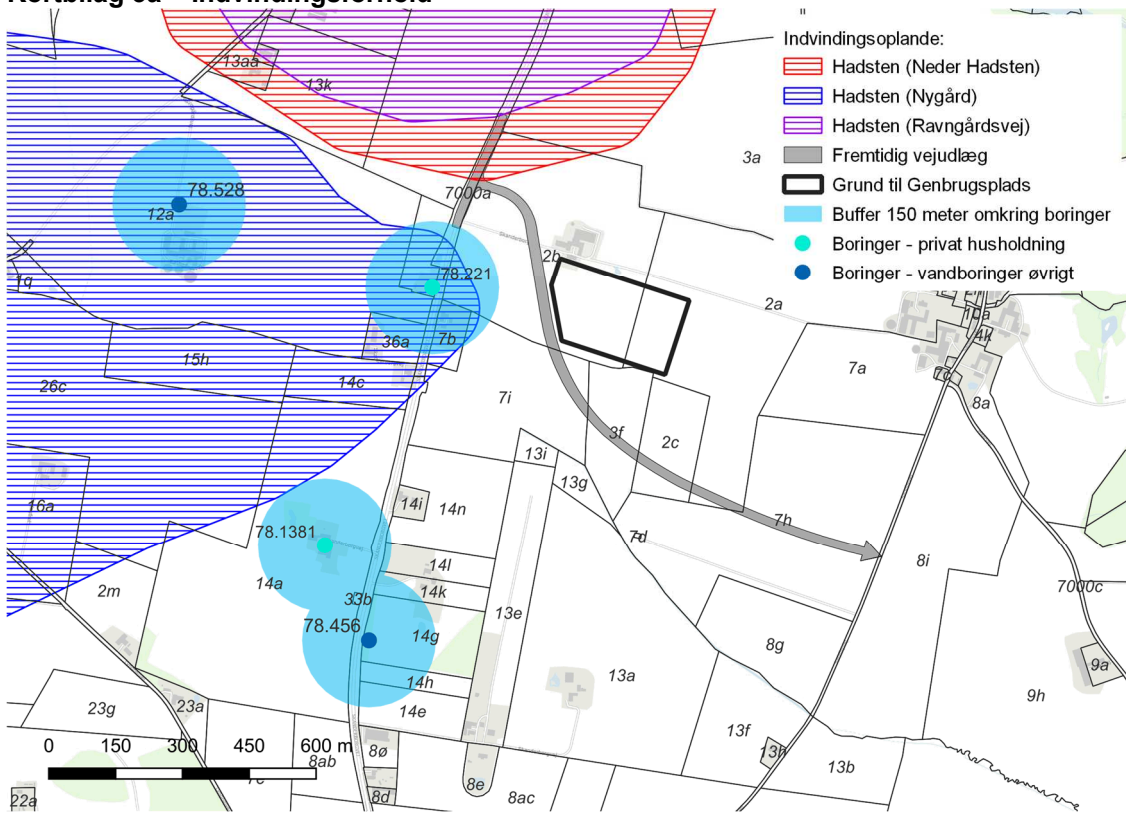 Indvindingsoplande:
Hadsten (Neder Hadsten)
Hadsten (Nygård)
Hadsten (Ravngårdsvej)
Fremtidig vejudlæg
Grund til Genbrugsplads
Buffer 150 meter omkring boringer
Boringer - privat husholdning
Boringer - vandboringer øvrigt
13aa
13k
3a
7000a
78.528
12a
2b
1q
78.221
2a
10a
4k
36a
7b
15h
14c
26c
7a
7c
8a
7i
3f
2c
13i
13g
16a
14i
14n
78.1381
7h
7d
8i
14l
14k
14a
2m
33b
13e
7000c
78.456
14g
8g
9a
14h
13a
9h
23g
23a
14e
13f
13h
13b
0 150 300 450 600 m
8ø
8ab
8e
8d
8ac
22a